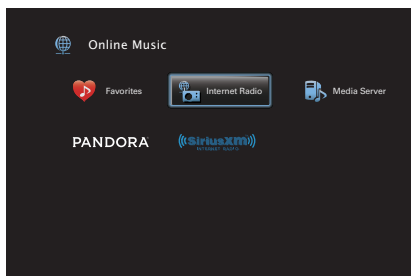 Online Music
Favorites
Internet Radio
Media Server
PANDORA
((SiriusXM))
INTERNET RADIO